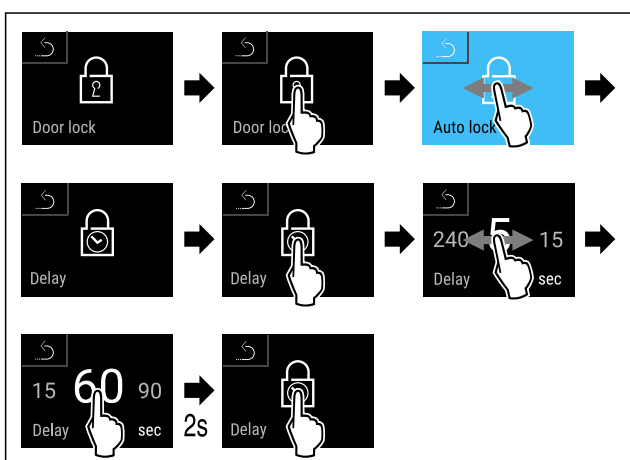 Door lock
Door loc
Auto lock
Delay
Delay
240 5 15
Delay sec
15 60 90
Delay sec
2s
Delay